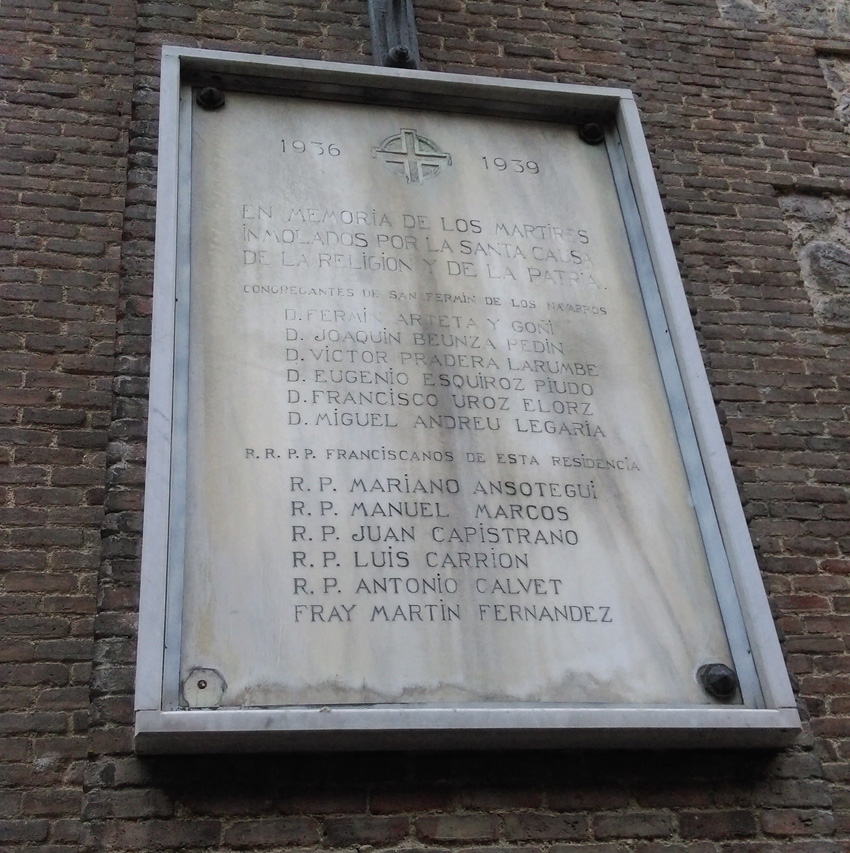 1936 1939
EN MEMORIA DE LOS MARTIRES
INMOLADOS POR LA SANTA CAUSA
DE LA RELIGION Y DE LA PATRIA.
CONGREGANTES DE SAN FERMIN DE LOS NAVARROS
D. FERMIN ARTETA Y GOÑI
D. JOAQUIN BEUNZA REDIN
D. VICTOR PRADERA LARUMBE
D. EUGENIO ESQUIROZ PIUDO
D. FRANCISCO UROZ ELORZ
D. MIGUEL ANDREU LEGARIA
R.R.P.P. FRANCISCANOS DE ESTA RESIDENCIA
R.P. MARIANO ANSOTEGUI
R.P. MANUEL MARCOS
R.P. JUAN CAPISTRANO
R.P. LUIS CARRION
R.P. ANTONIO CALVET
FRAY MARTIN FERNANDEZ